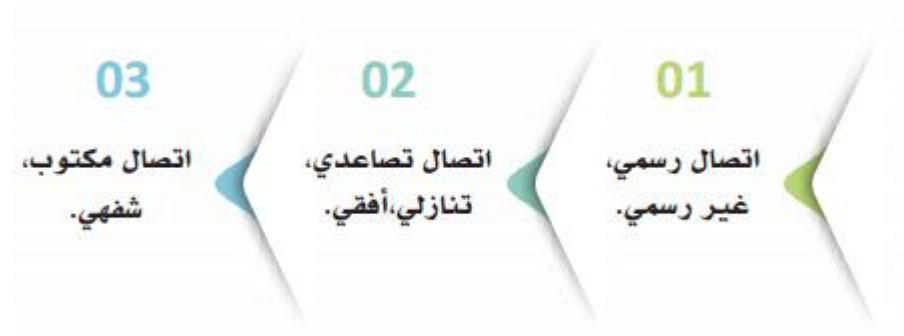 01
اتصال رسمي،
غير رسمي.
02
اتصال تصاعدي،
تنازلي،أفقي.
03
اتصال مكتوب،
شفهي.